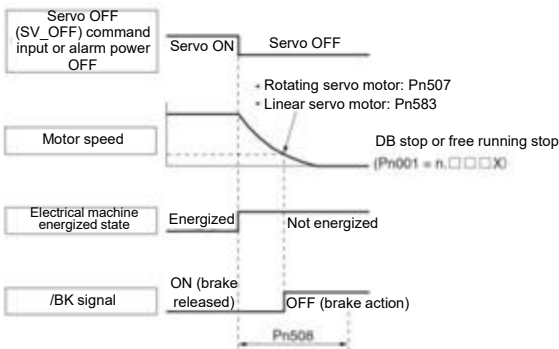 Servo OFF
(SV_OFF) command
input or alarm power
OFF
Servo ON
Servo OFF
• Rotating servo motor: Pn507
• Linear servo motor: Pn583
Motor speed
DB stop or free running stop
(Pn001 = n.□□□X)
Electrical machine
energized state
Energized
Not energized
/BK signal
ON (brake
released)
OFF (brake action)
Pn508